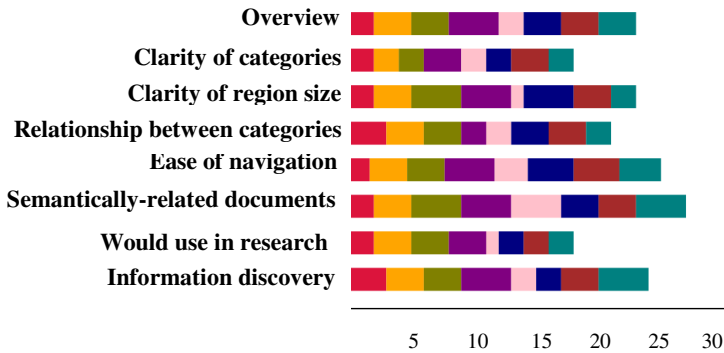 Overview
Clarity of categories
Clarity of region size
Relationship between categories
Ease of navigation
Semantically-related documents
Would use in research
Information discovery
5 10 15 20 25 30